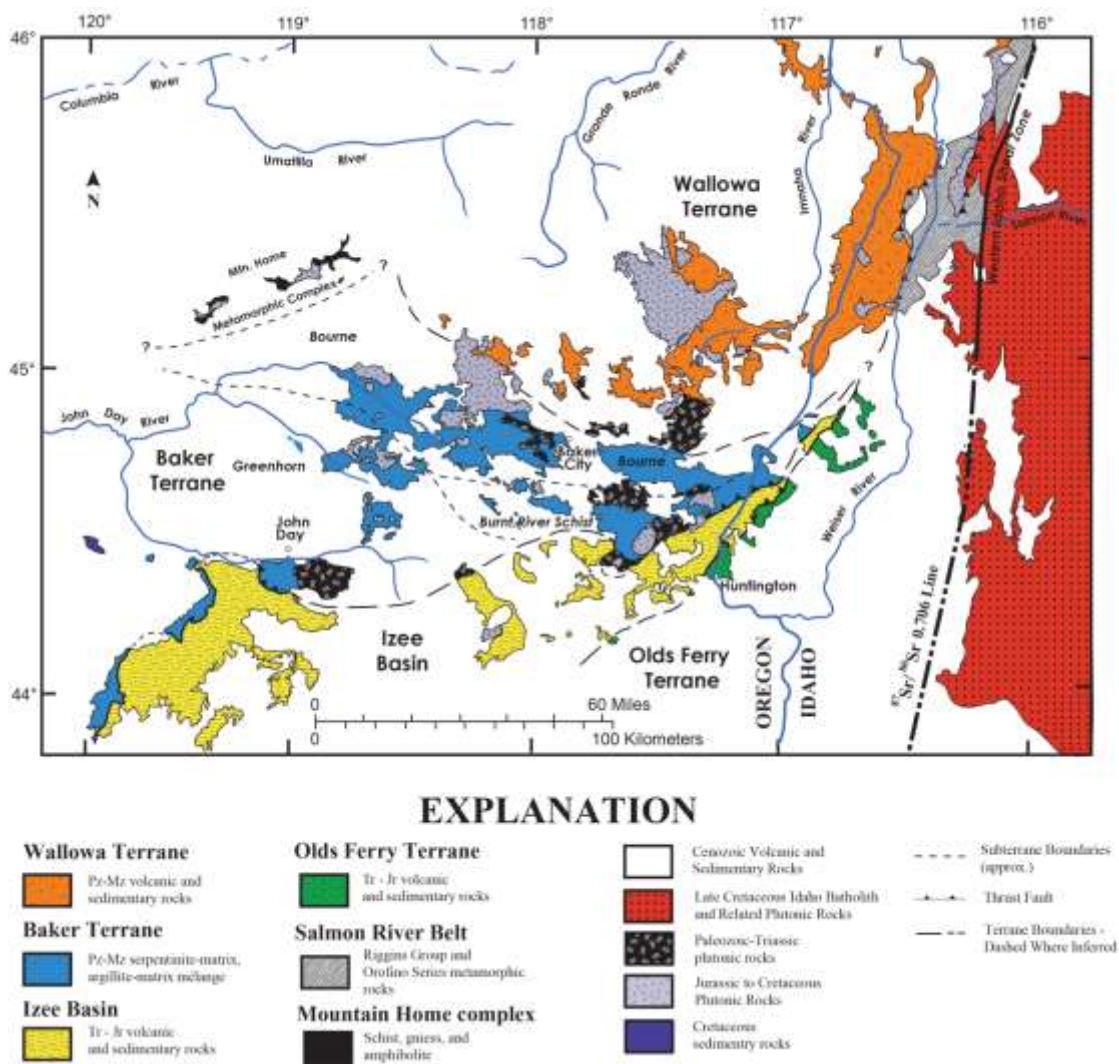 120°
119°
118°
117°
116°
46°
Columbia River
Umatilla River
Grande Ronde River
Imnaha River
Western Idaho Shear Zone
Salmon River
N
Wallowa
Terrane
Mtn. Home
Metamorphic Complex
?
?
?
Bourne
45°
John Day River
Baker
Terrane
Greenhorn
Baker
City
Bourne
Burnt River Schist
Weiser River
John
Day
Huntington
Izee
Basin
Olds Ferry
Terrane
OREGON
IDAHO
87Sr/86Sr 0.706 Line
44°
0
60 Miles
0
100 Kilometers
EXPLANATION
Wallowa Terrane
Pz-Mz volcanic and
sedimentary rocks
Baker Terrane
Pz-Mz serpentinite-matrix,
argillite-matrix mélange
Izee Basin
Tr - Jr volcanic
and sedimentary rocks
Olds Ferry Terrane
Tr - Jr volcanic
and sedimentary rocks
Salmon River Belt
Riggins Group and
Orofino Series metamorphic
rocks
Mountain Home complex
Schist, gniess, and
amphibolite
Cenozoic Volcanic and
Sedimentary Rocks
Late Cretaceous Idaho Batholith
and Related Plutonic Rocks
Paleozoic-Triassic
plutonic rocks
Jurassic to Cretaceous
Plutonic Rocks
Cretaceous
sedimentry rocks
Subterrane Boundaries
(approx.)
Thrust Fault
Terrane Boundaries -
Dashed Where Inferred